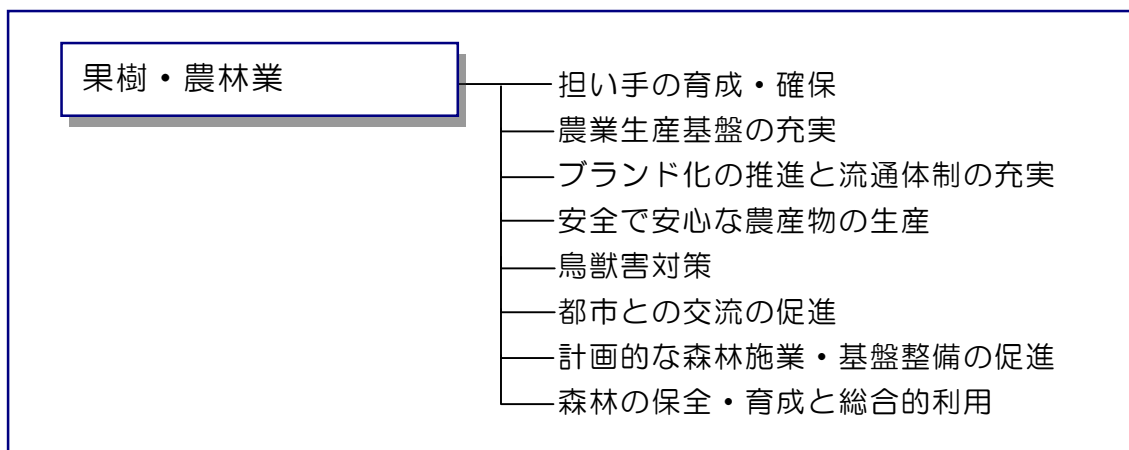 果樹・農林業
担い手の育成・確保
農業生産基盤の充実
ブランド化の推進と流通体制の充実
安全で安心な農産物の生産
鳥獣害対策
都市との交流の促進
計画的な森林施業・基盤整備の促進
森林の保全・育成と総合的利用